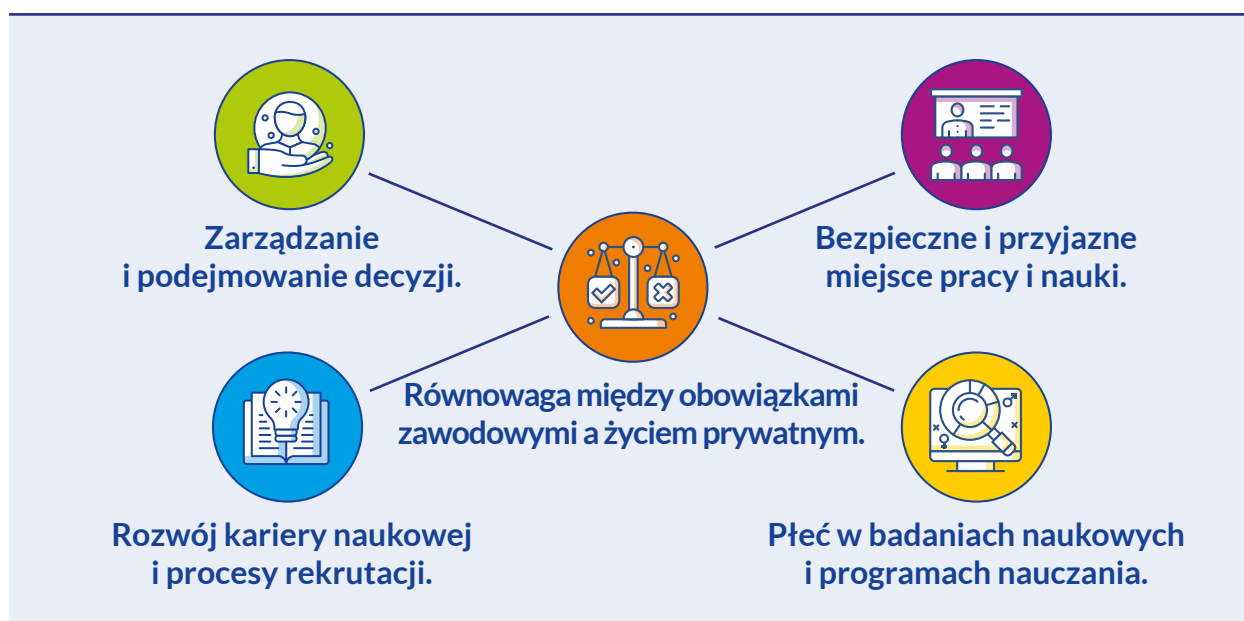 Zarządzanie
i podejmowanie decyzji.
Bezpieczne i przyjazne
miejsce pracy i nauki.
Równowaga między obowiązkami
zawodowymi a życiem prywatnym.
Rozwój kariery naukowej
i procesy rekrutacji.
Płeć w badaniach naukowych
i programach nauczania.